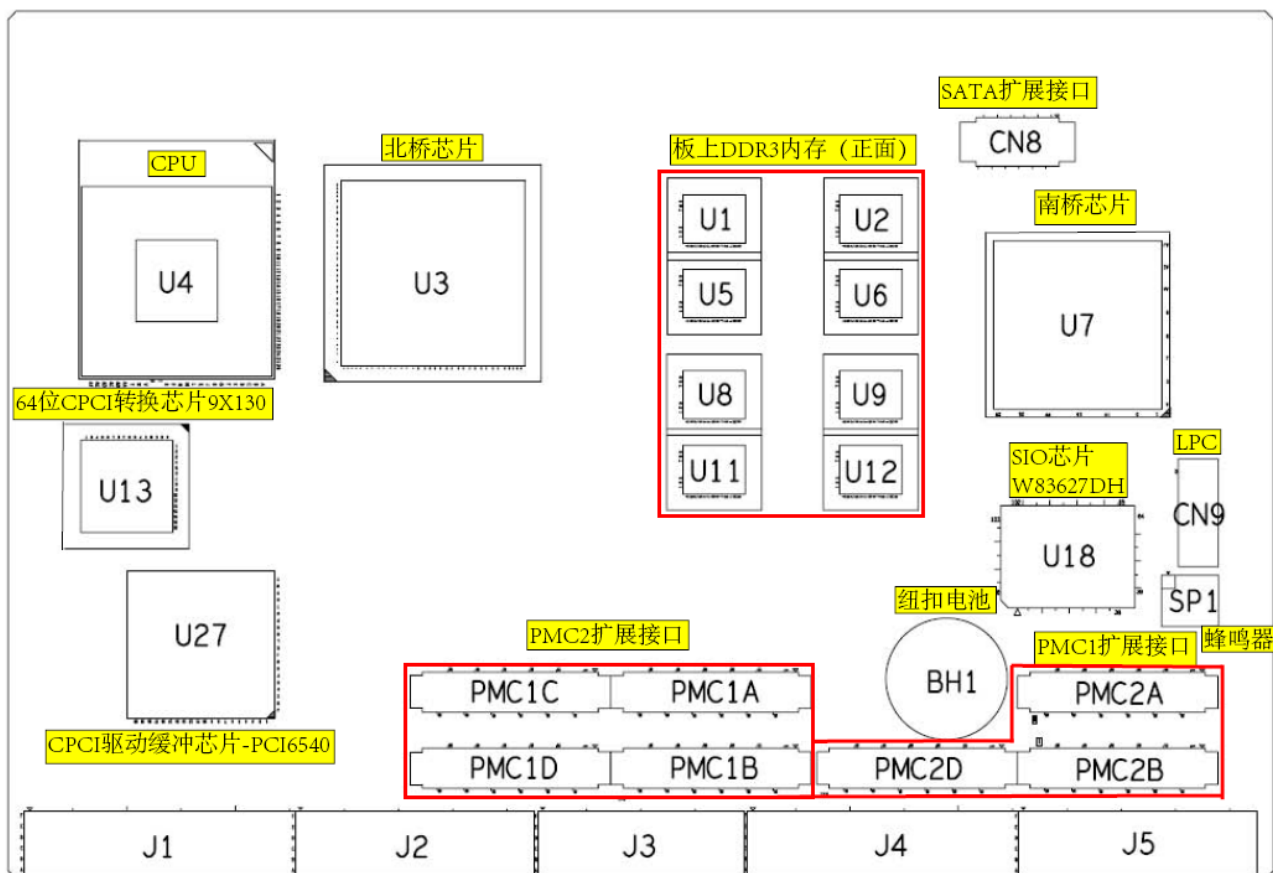 SATA扩展接口
CN8
CPU
北桥芯片
板上DDR3内存（正面）
南桥芯片
U4
U3
U1
U2
U5
U6
U7
U8
U9
U11
U12
64位CPCI转换芯片9X130
U13
SIO芯片
W83627DH
LPC
CN9
U18
SP1
蜂鸣器
U27
CPCI驱动缓冲芯片-PCI6540
纽扣电池
BH1
PMC2扩展接口
PMC1C
PMC1A
PMC1D
PMC1B
PMC1扩展接口
PMC2A
PMC2D
PMC2B
J1
J2
J3
J4
J5